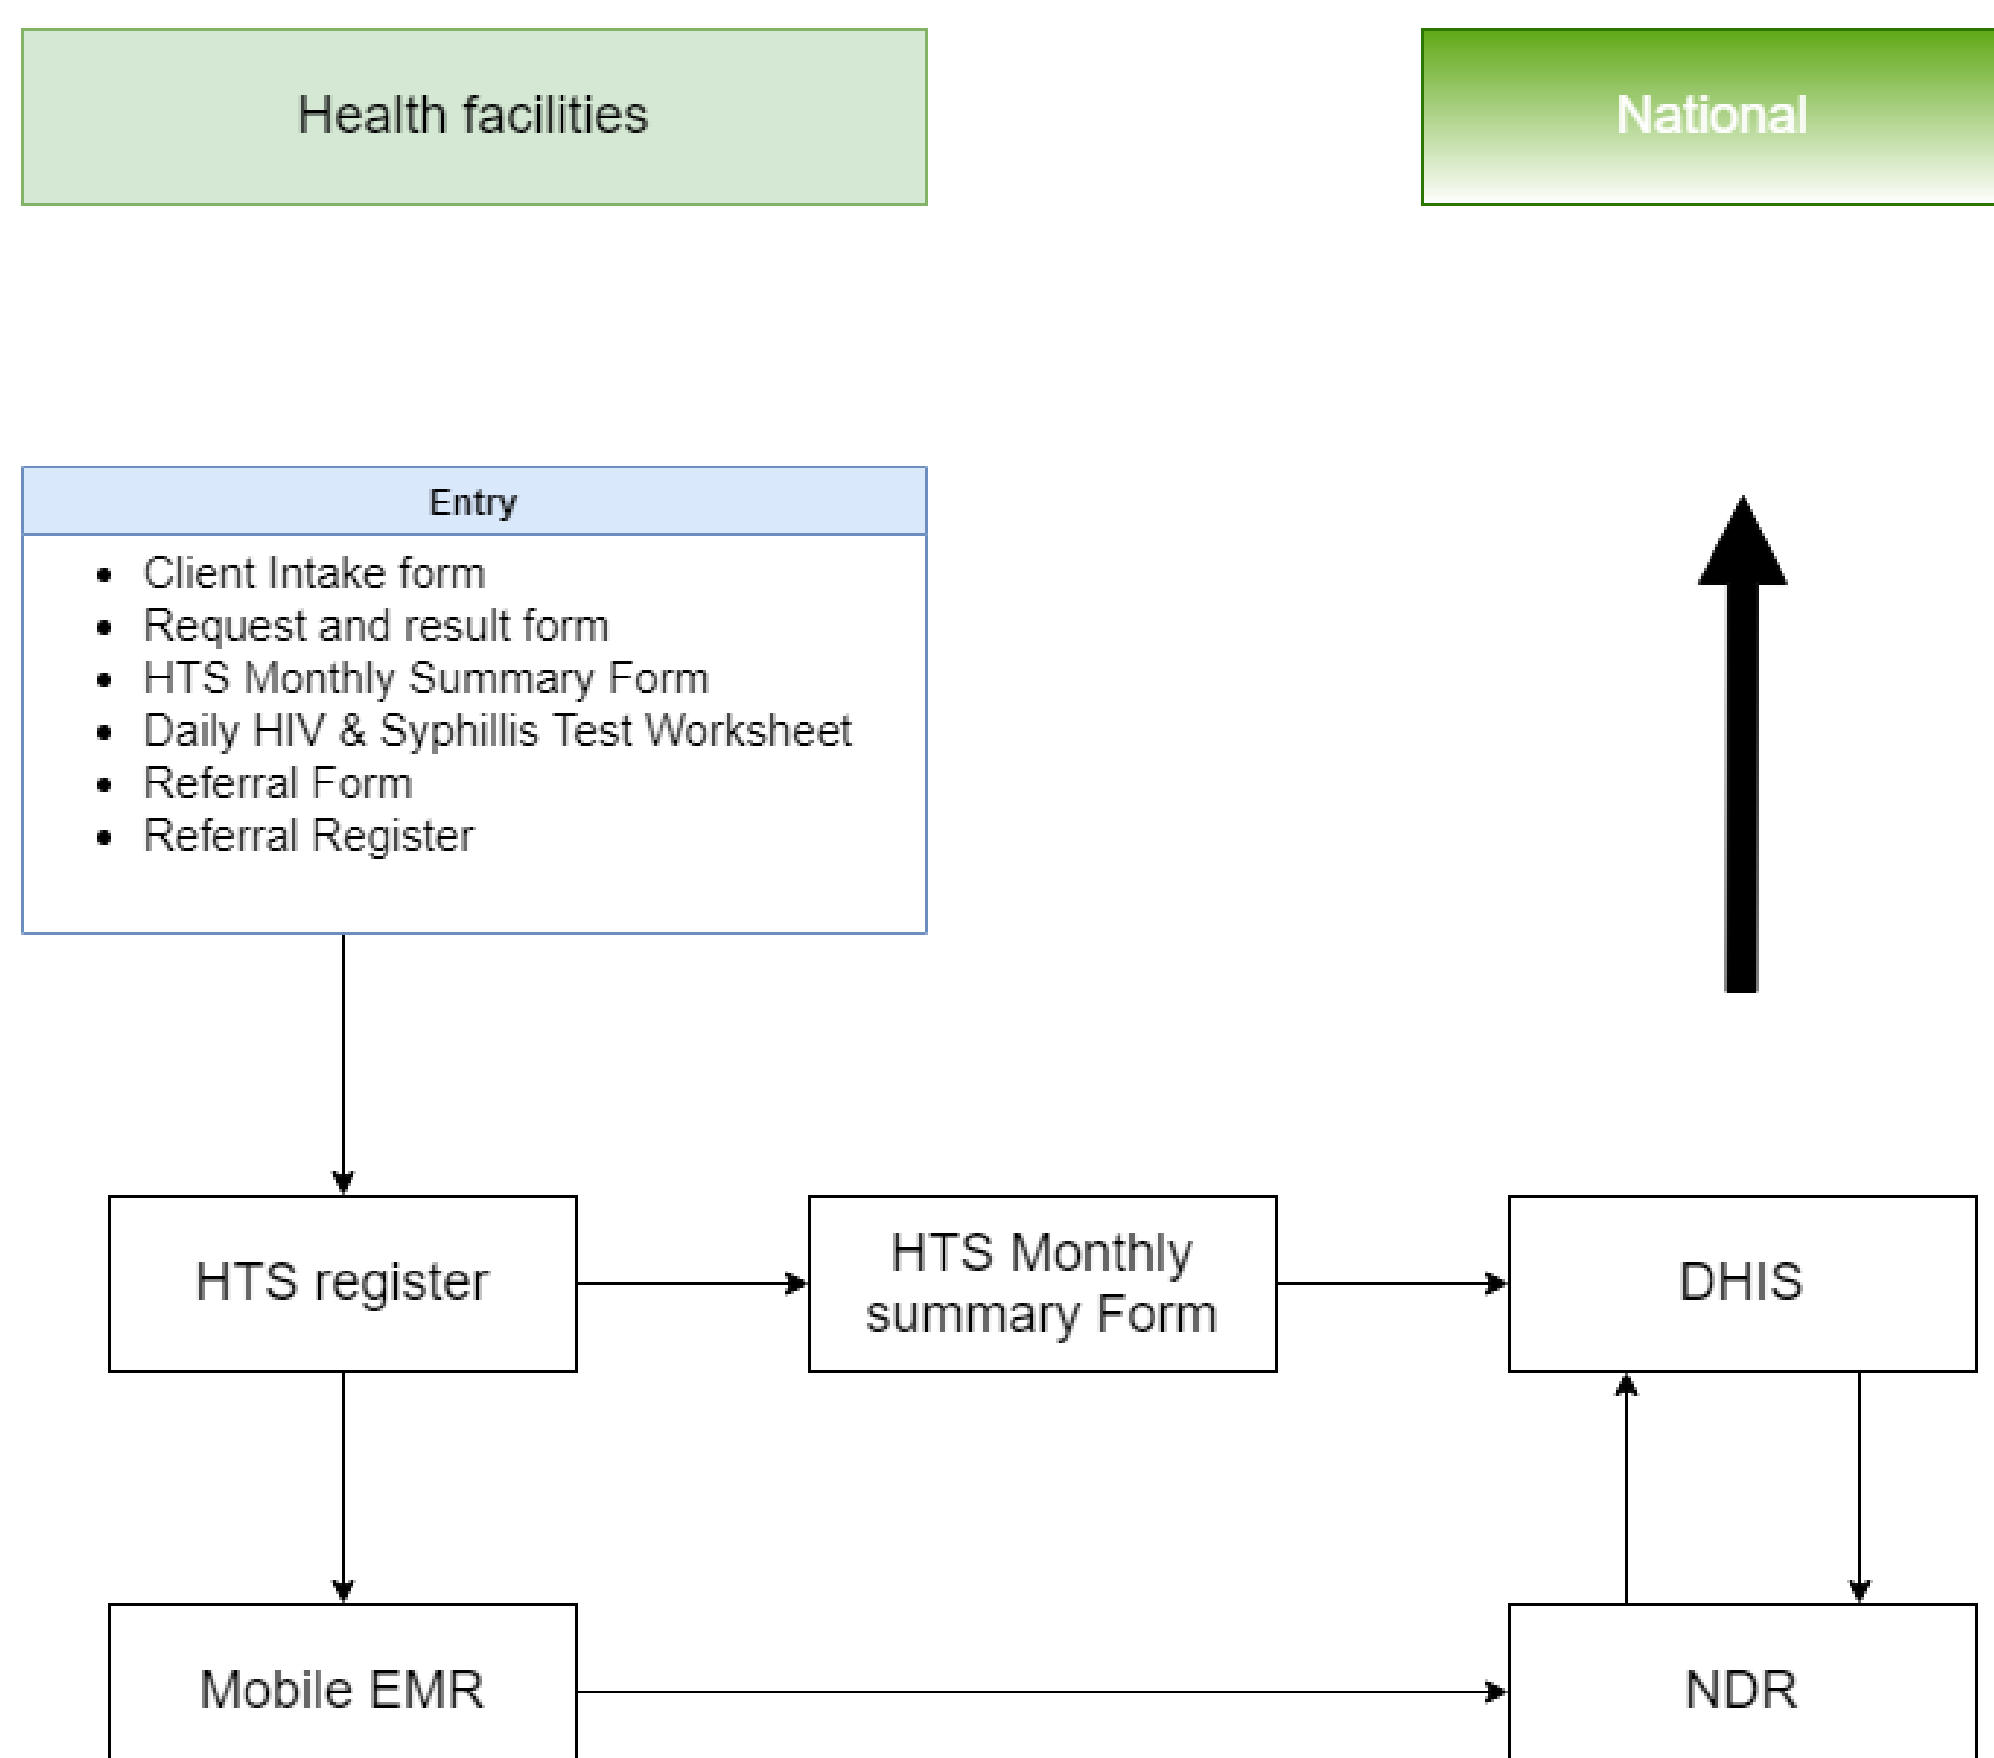 Health facilities
National
Entry
Client Intake form
Request and result form
HTS Monthly Summary Form
Daily HIV & Syphillis Test Worksheet
Referral Form
Referral Register
HTS register
HTS Monthly
summary Form
DHIS
Mobile EMR
NDR